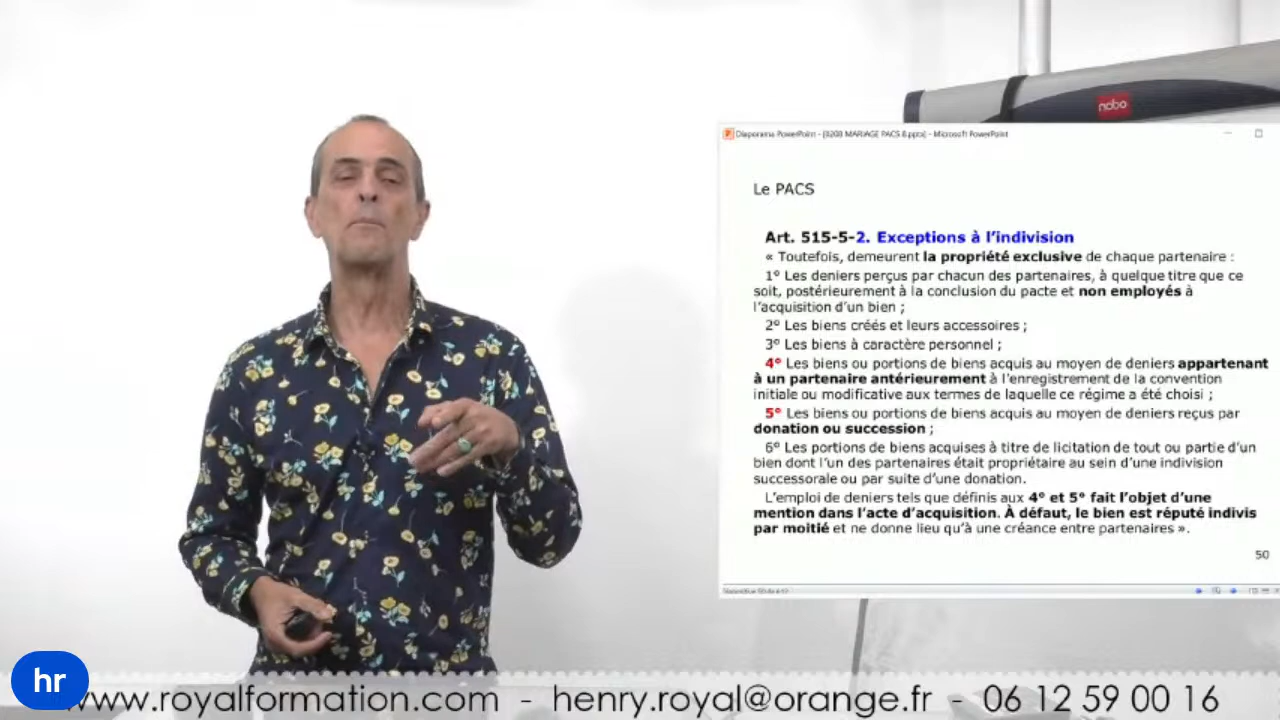 nobo
Diaporama PowerPoint - [3203 MARIAGE PACS 8.pptx] - Microsoft PowerPoint
Le PACS
Art. 515-5-2. Exceptions à l’indivision
« Toutefois, demeurent la propriété exclusive de chaque partenaire :
1° Les deniers perçus par chacun des partenaires, à quelque titre que ce
soit, postérieurement à la conclusion du pacte et non employés à
l’acquisition d’un bien ;
2° Les biens créés et leurs accessoires ;
3° Les biens à caractère personnel ;
4° Les biens ou portions de biens acquis au moyen de deniers appartenant
à un partenaire antérieurement à l’enregistrement de la convention
initiale ou modificative aux termes de laquelle ce régime a été choisi ;
5° Les biens ou portions de biens acquis au moyen de deniers reçus par
donation ou succession ;
6° Les portions de biens acquises à titre de licitation de tout ou partie d’un
bien dont l’un des partenaires était propriétaire au sein d’une indivision
successorale ou par suite d’une donation.
L’emploi de deniers tels que définis aux 4° et 5° fait l’objet d’une
mention dans l’acte d’acquisition. À défaut, le bien est réputé indivis
par moitié et ne donne lieu qu’à une créance entre partenaires ».
50
hr
www.royalformation.com - henry.royal@orange.fr - 06 12 59 00 16